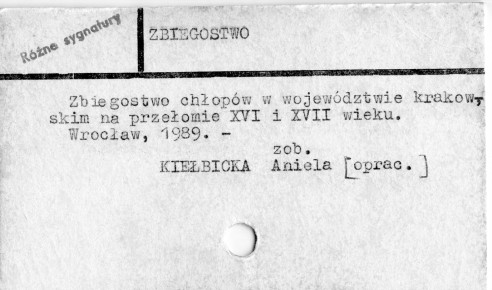 Różne sygnatury
ZBIEGOSTWO
Zbiegostwo chłopów w województwie krakow-
skim na przełomie XVI i XVII wieku.
Wrocław, 1989. -
zob.
KIEŁBICKA Aniela [oprac.]